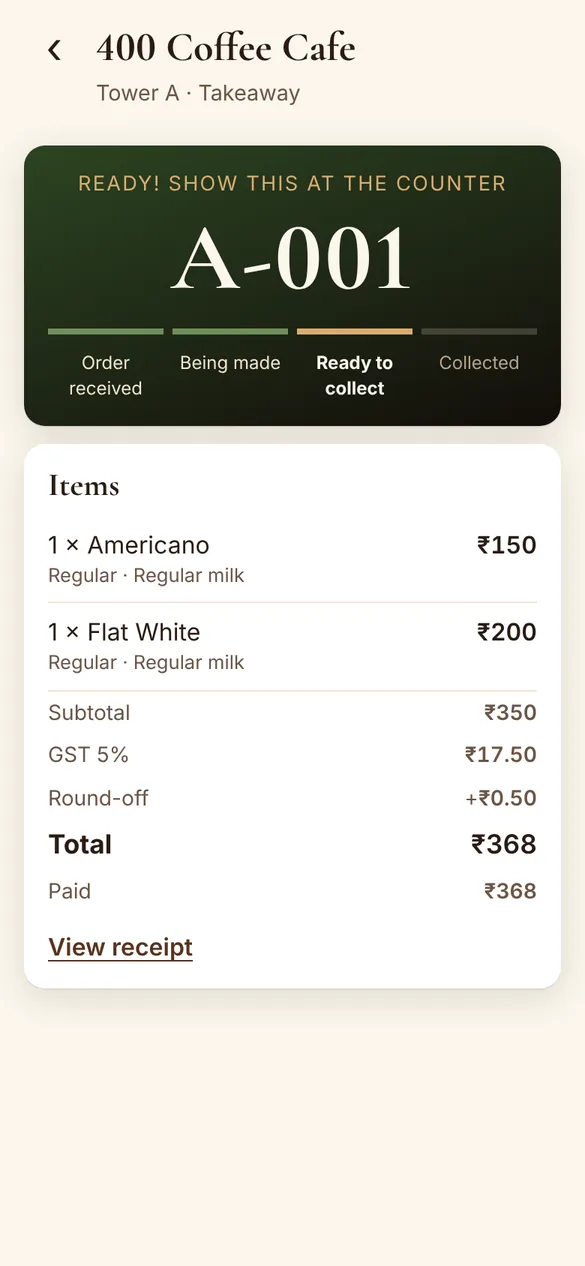 400 Coffee Cafe
Tower A · Takeaway
READY! SHOW THIS AT THE COUNTER
A-001
Order received
Being made
Ready to collect
Collected
Items
1 × Americano ₹150
Regular · Regular milk
1 × Flat White ₹200
Regular · Regular milk
Subtotal ₹350
GST 5% ₹17.50
Round-off +₹0.50
Total ₹368
Paid ₹368
View receipt